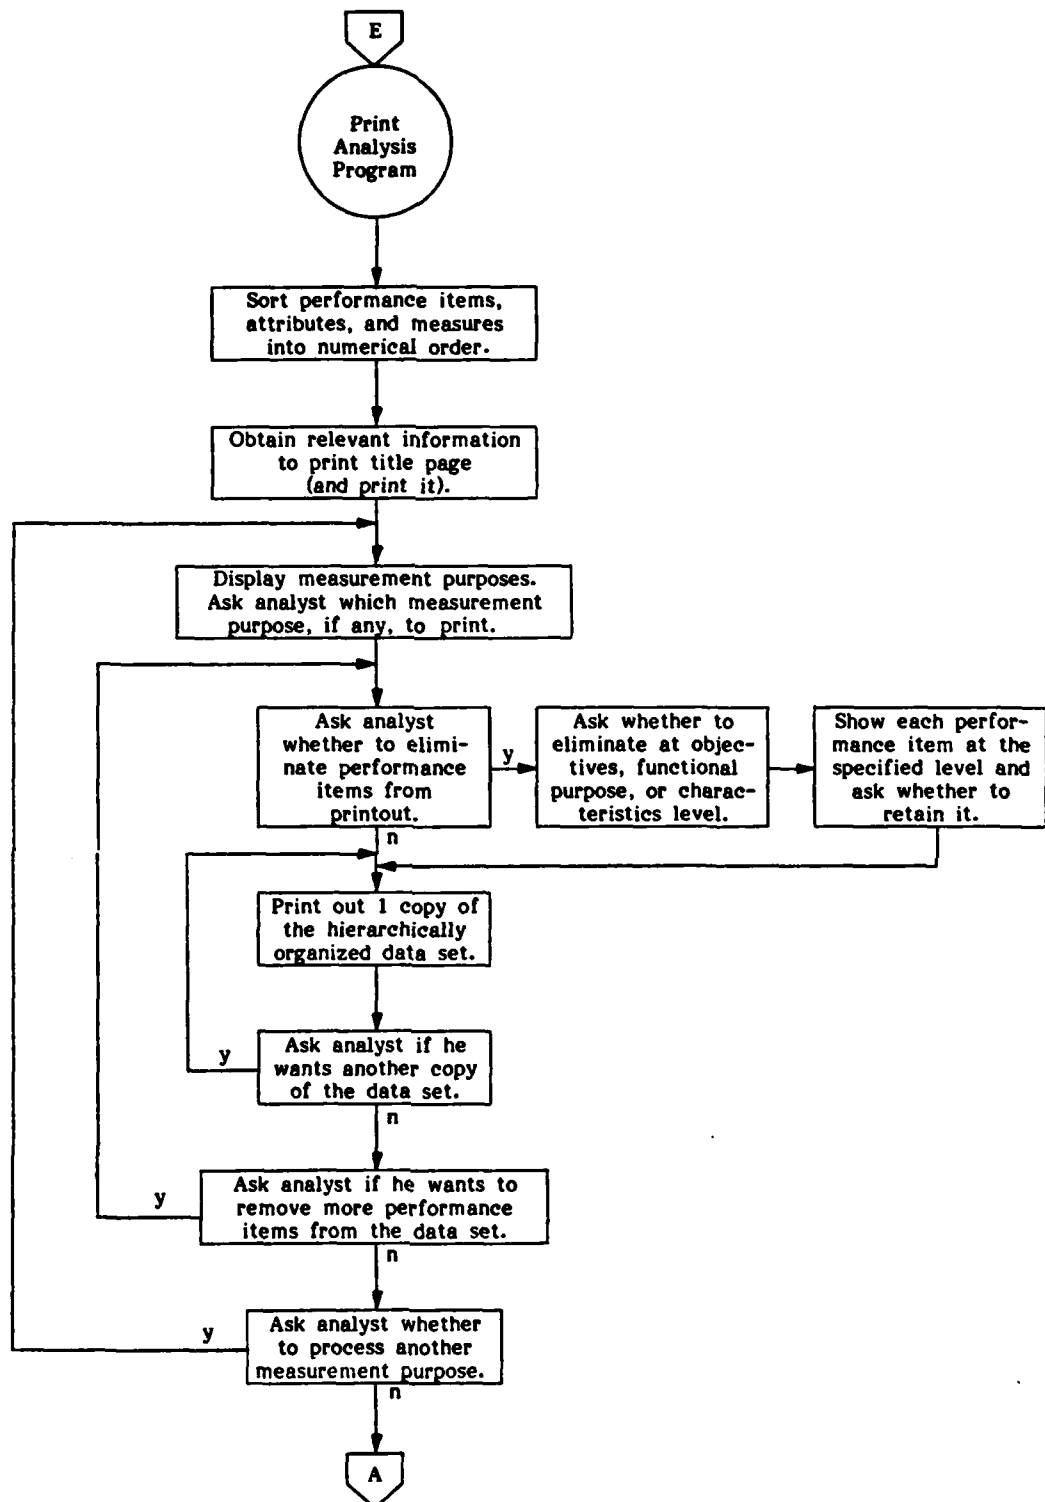 E
Print
Analysis
Program
Sort performance items,
attributes, and measures
into numerical order.
Obtain relevant information
to print title page
(and print it).
Display measurement purposes.
Ask analyst which measurement
purpose, if any, to print.
Ask analyst
whether to elimi-
nate performance
items from
printout.
y
Ask whether to
eliminate at objec-
tives, functional
purpose, or charac-
teristics level.
Show each perfor-
mance item at the
specified level and
ask whether to
retain it.
n
Print out 1 copy of
the hierarchically
organized data set.
y
Ask analyst if he
wants another copy
of the data set.
n
y
Ask analyst if he wants to
remove more performance
items from the data set.
n
y
Ask analyst whether
to process another
measurement purpose.
n
A